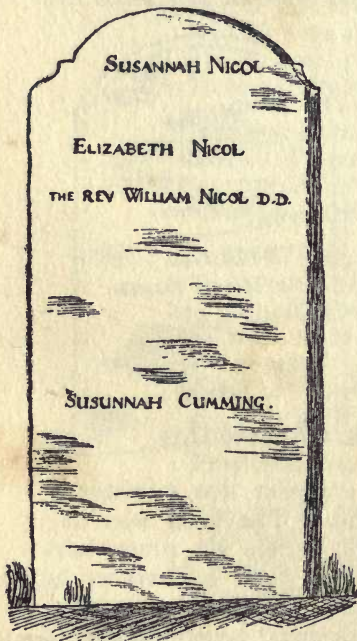 SUSANNAH NICOL
ELIZABETH NICOL
THE REV WILLIAM NICOL D.D.
SUSUNNAH CUMMING.